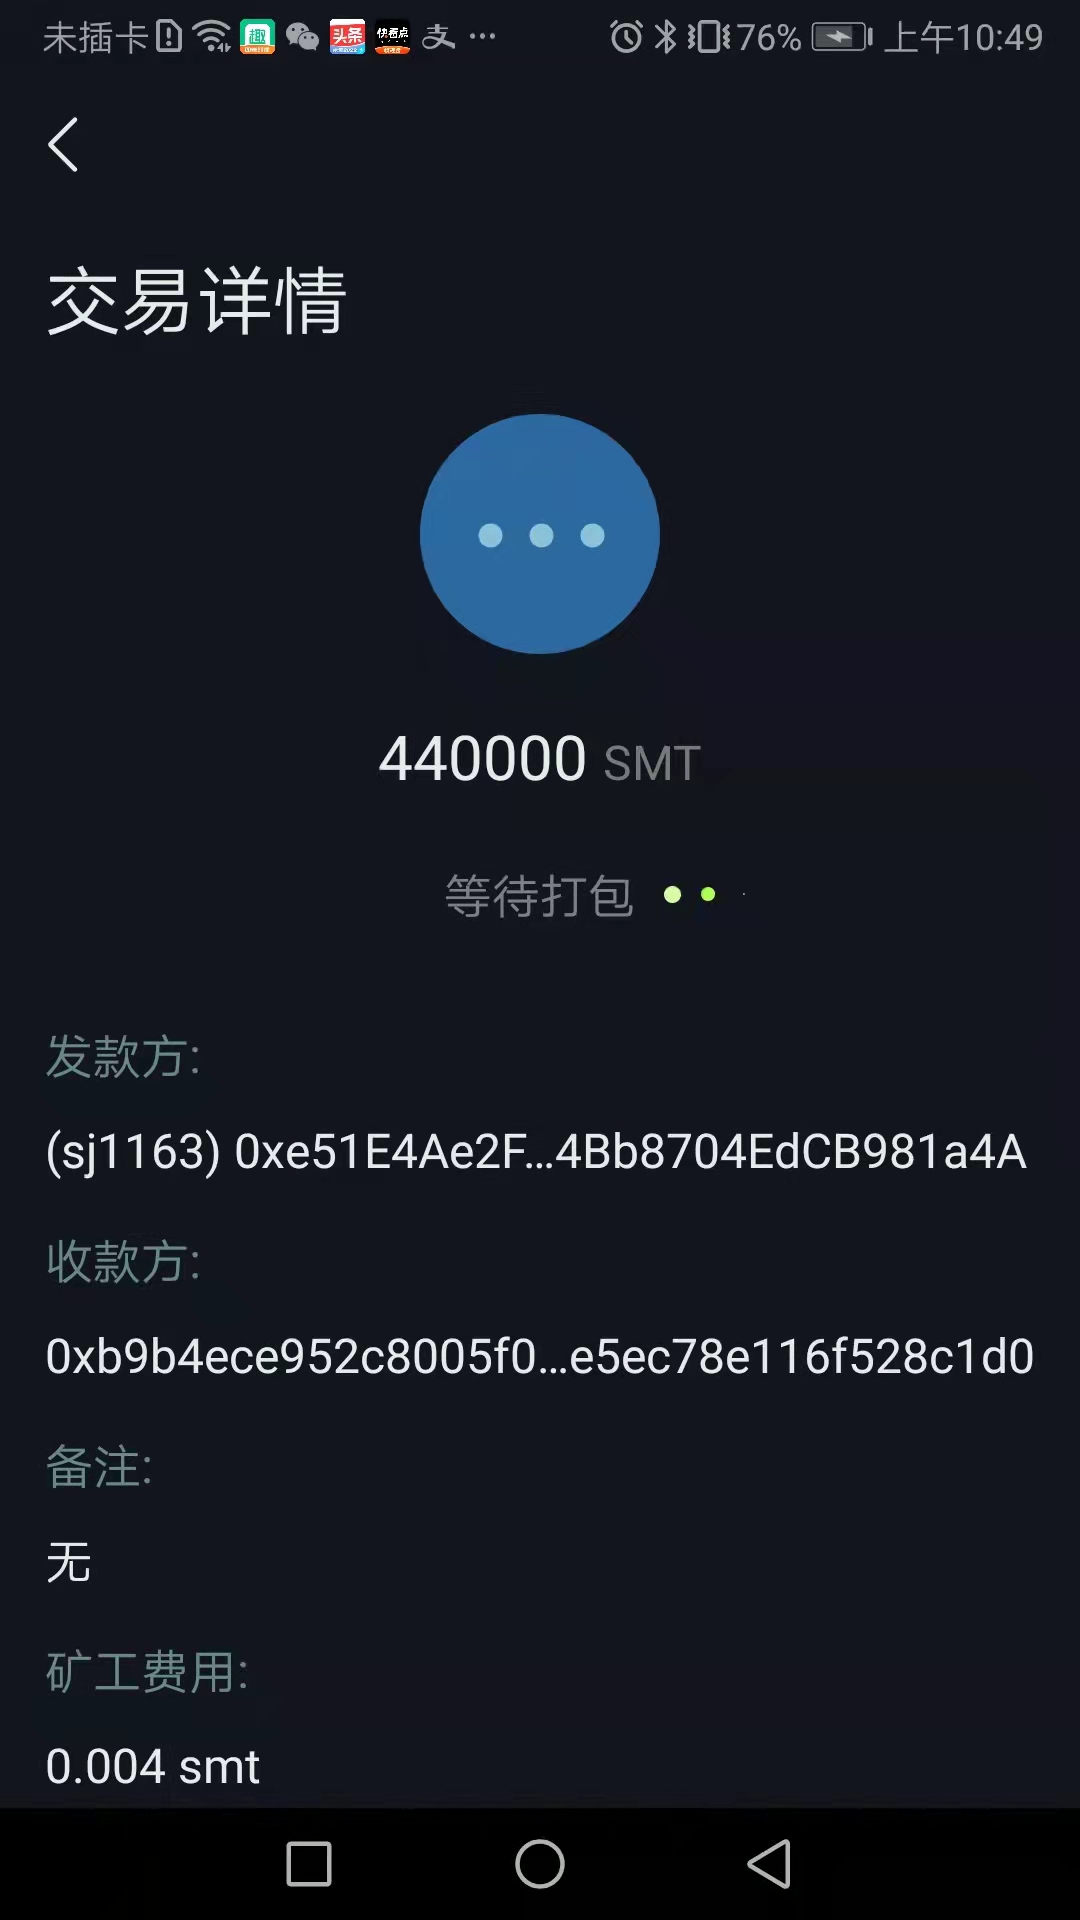 未插卡 趣 头条 快看点 支 ... 76% 上午10:49
交易详情
440000 SMT
等待打包
发款方:
(sj1163) 0xe51E4Ae2F...4Bb8704EdCB981a4A
收款方:
0xb9b4ece952c8005f0...e5ec78e116f528c1d0
备注:
无
矿工费用:
0.004 smt